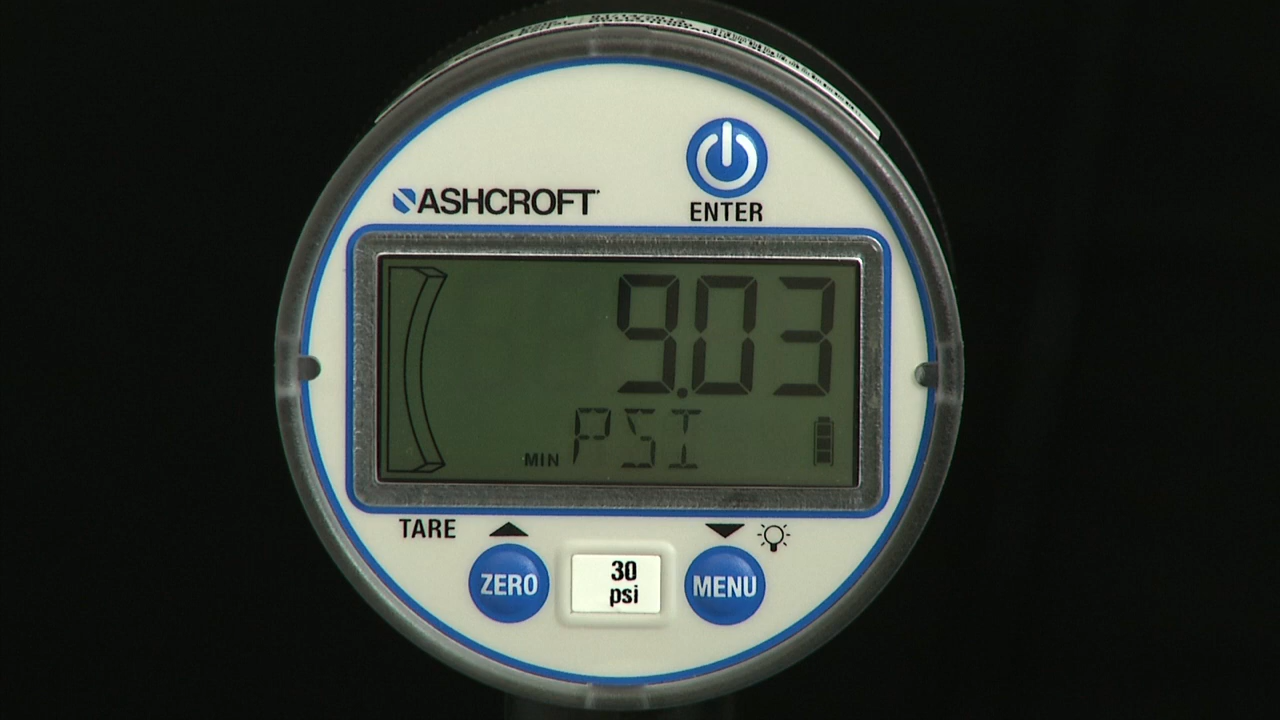 ASHCROFT
ENTER
9.03
MIN PSI
TARE
ZERO
30
psi
MENU